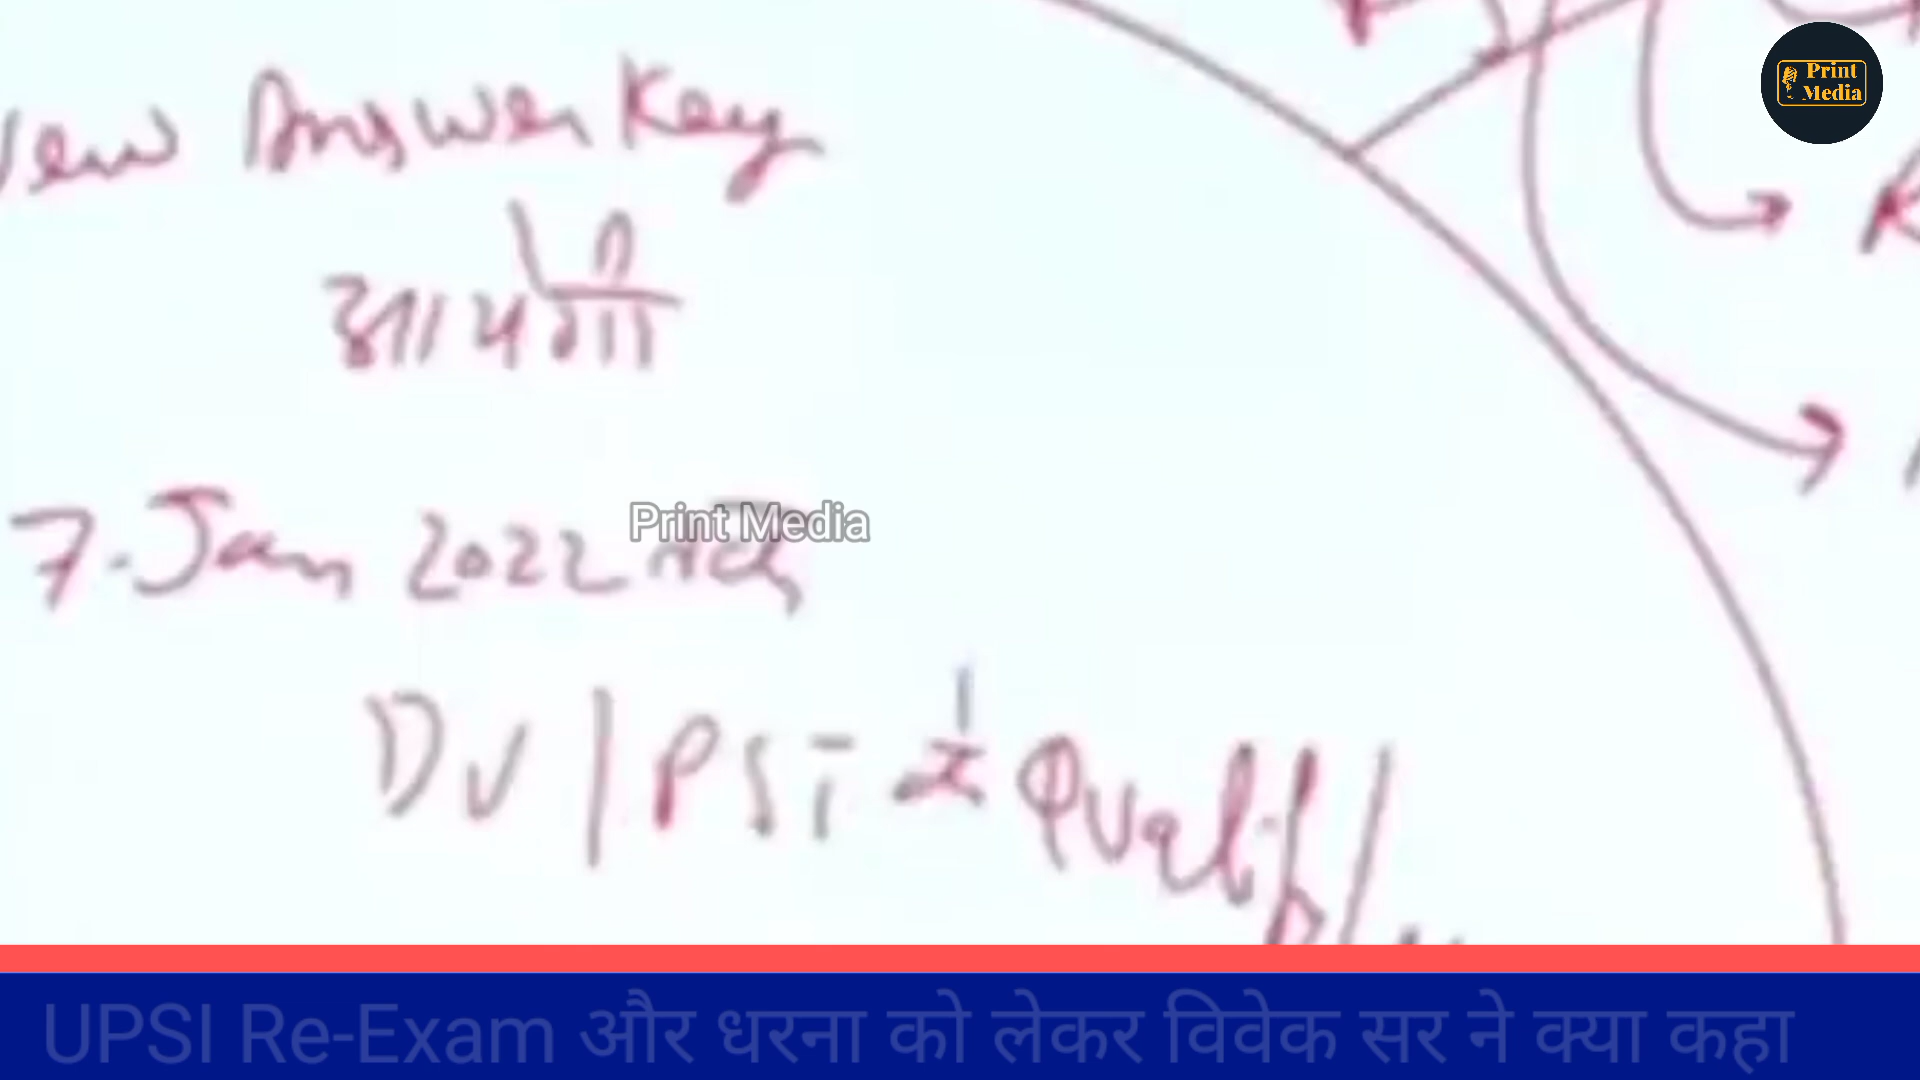 New Answer Key
आयेगी
7. Jan 2022 तक
DV | PST में Qualify
Print Media
Print
Media
UPSI Re-Exam और धरना को लेकर विवेक सर ने क्या कहा